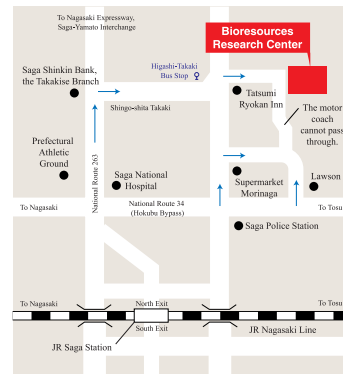 To Nagasaki Expressway,
Saga-Yamato Interchange
Bioresources
Research Center
Higashi-Takaki
Bus Stop
Saga Shinkin Bank,
the Takakise Branch
Tatsumi
Ryokan Inn
The motor
coach
cannot pass
through.
Shingo-shita Takaki
Prefectural
Athletic
Ground
National Route 263
Saga National
Hospital
Supermarket
Morinaga
Lawson
To Nagasaki
National Route 34
(Hokubu Bypass)
To Tosu
Saga Police Station
To Nagasaki
North Exit
To Tosu
South Exit
JR Nagasaki Line
JR Saga Station